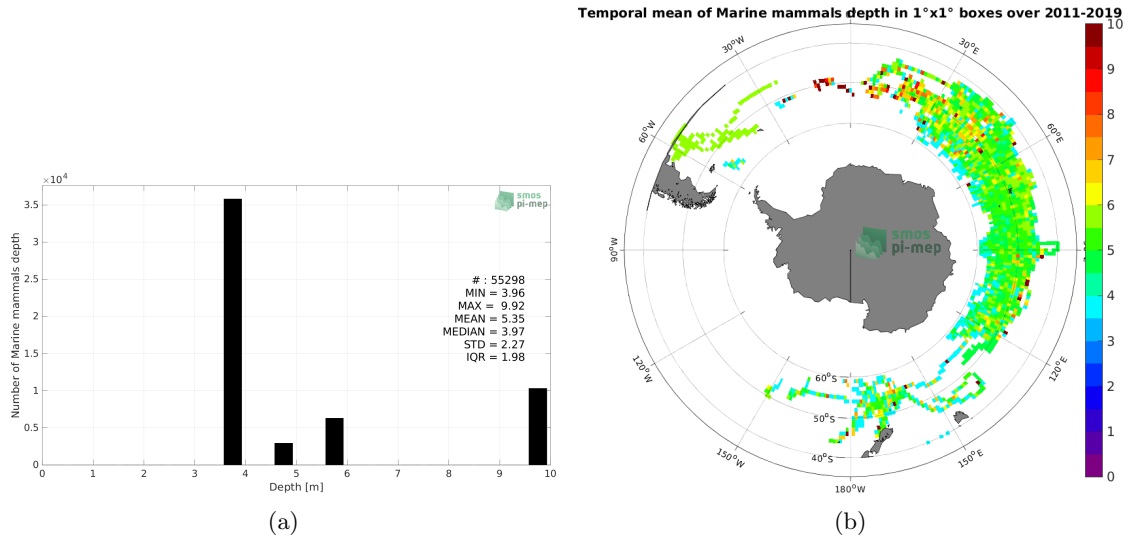 ×10⁴
3.5
3
2.5
2
1.5
1
0.5
0
0 1 2 3 4 5 6 7 8 9 10
Number of Marine mammals depth
Depth [m]
smos
pi-mep
# : 55298
MIN = 3.96
MAX = 9.92
MEAN = 5.35
MEDIAN = 3.97
STD = 2.27
IQR = 1.98
(a)
Temporal mean of Marine mammals depth in 1°x1° boxes over 2011-2019
30°W
30°E
60°W
60°E
90°W
120°W
120°E
150°W
150°E
180°W
60°S
50°S
40°S
smos
pi-mep
10
9
8
7
6
5
4
3
2
1
0
(b)